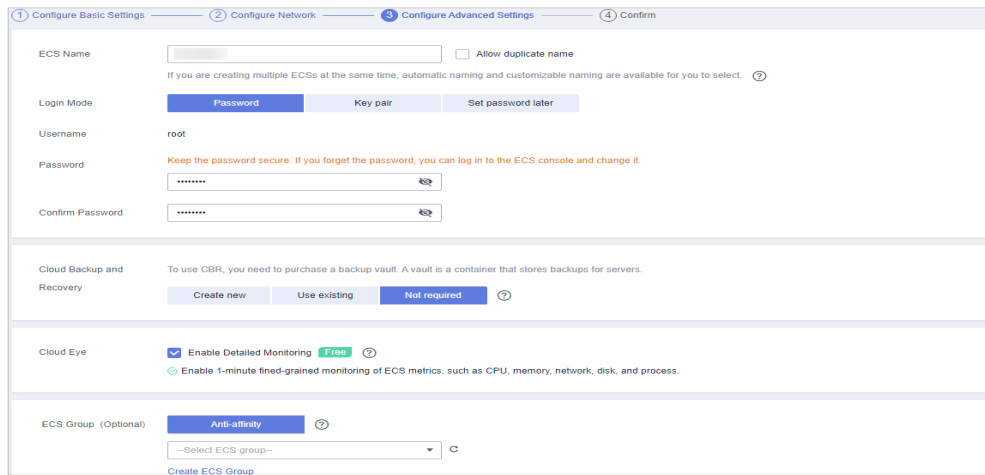 1 Configure Basic Settings 2 Configure Network 3 Configure Advanced Settings 4 Confirm
ECS Name Allow duplicate name
If you are creating multiple ECSs at the same time, automatic naming and customizable naming are available for you to select. ?
Login Mode Password Key pair Set password later
Username root
Password Keep the password secure. If you forget the password, you can log in to the ECS console and change it.
••••••••
Confirm Password ••••••••
Cloud Backup and Recovery To use CBR, you need to purchase a backup vault. A vault is a container that stores backups for servers.
Create new Use existing Not required ?
Cloud Eye Enable Detailed Monitoring Free ?
Enable 1-minute fined-grained monitoring of ECS metrics, such as CPU, memory, network, disk, and process.
ECS Group (Optional) Anti-affinity ?
--Select ECS group-- C
Create ECS Group